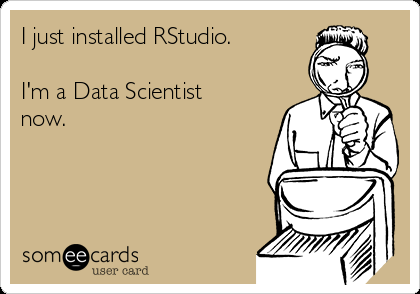 I just installed RStudio.
I'm a Data Scientist
now.
someecards
user card